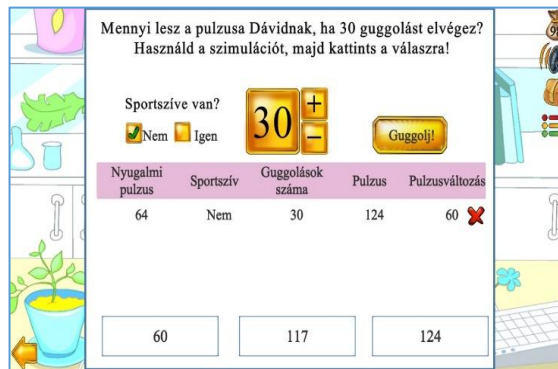 Mennyi lesz a pulzusa Dávidnak, ha 30 guggolást elvégez?
Használd a szimulációt, majd kattints a válaszra!
Sportszíve van?
Nem Igen
30 + −
Guggolj!
Nyugalmi pulzus Sportszív Guggolások száma Pulzus Pulzusváltozás
64 Nem 30 124 60
60 117 124